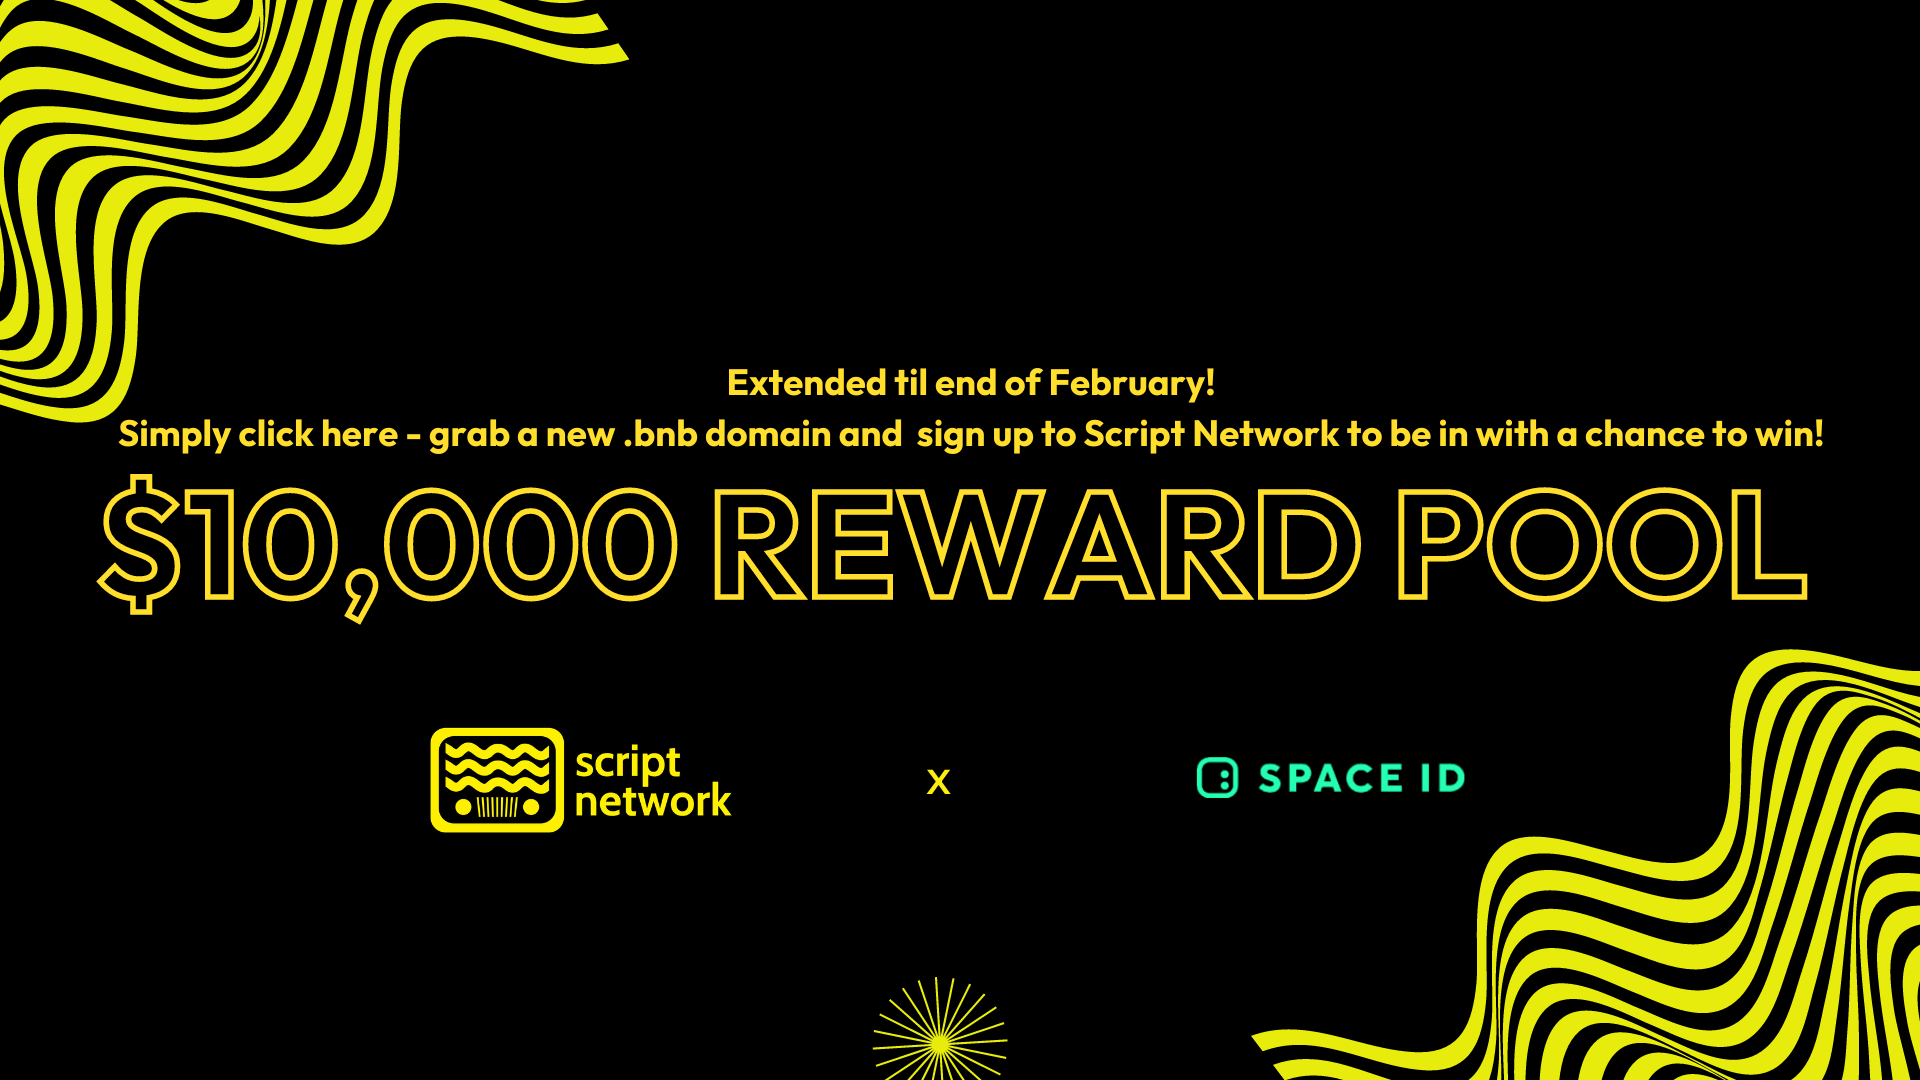 Extended til end of February!
Simply click here - grab a new .bnb domain and  sign up to Script Network to be in with a chance to win!
$10,000 REWARD POOL
script
network
x
SPACE ID